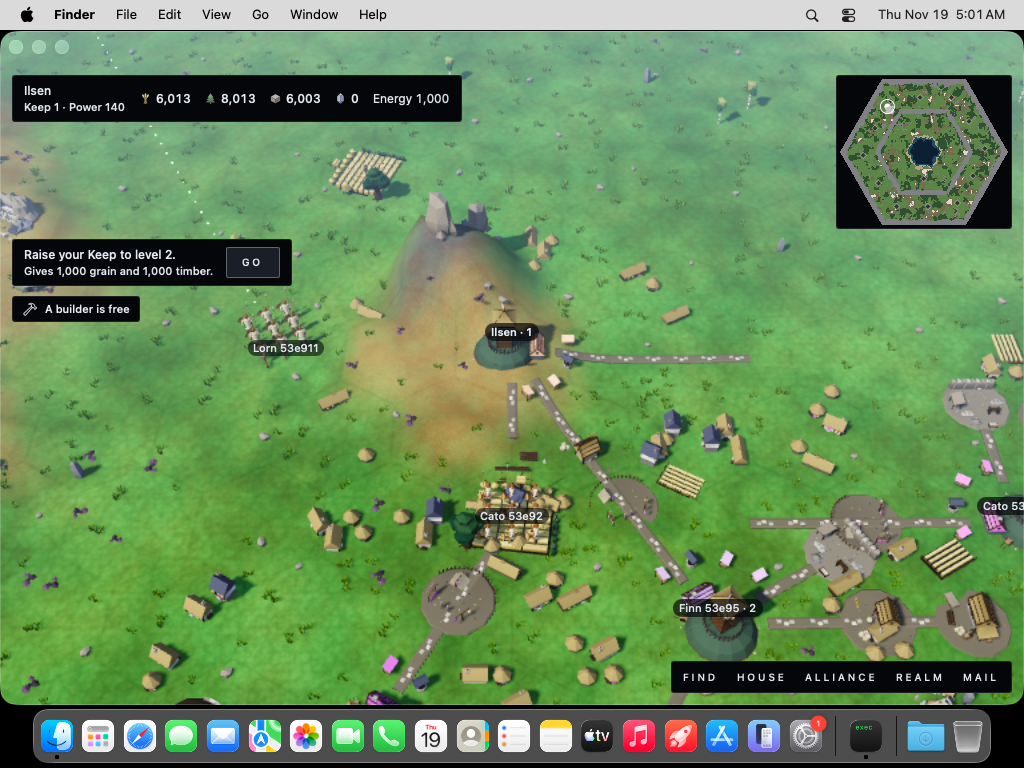 Finder File Edit View Go Window Help Thu Nov 19 5:01 AM
Ilsen
Keep 1 · Power 140
6,013 8,013 6,003 0 Energy 1,000
Raise your Keep to level 2.
Gives 1,000 grain and 1,000 timber.
GO
A builder is free
Ilsen · 1
Lorn 53e911
Cato 53e92
Cato 53
Finn 53e95 · 2
FIND HOUSE ALLIANCE REALM MAIL
Thu
19
tv
1
exec